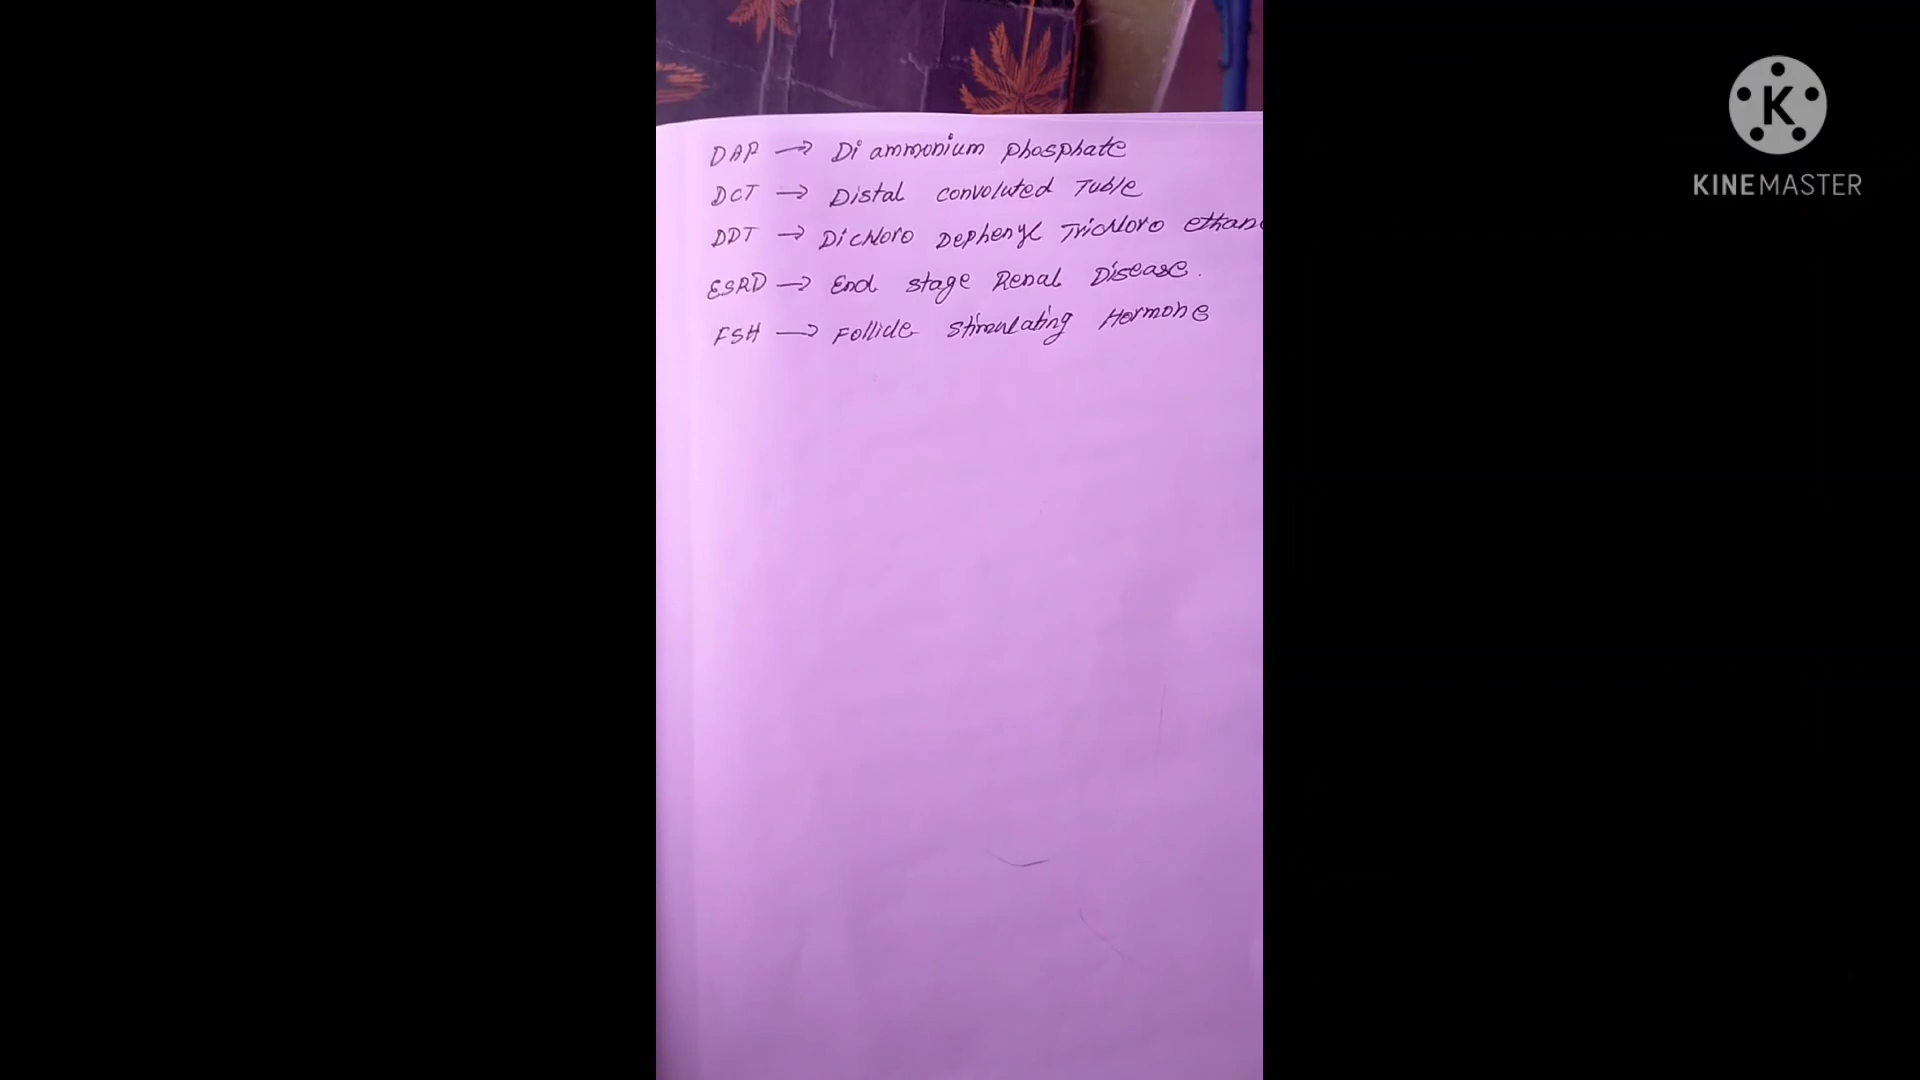 DAP → Di ammonium phosphate
DCT → Distal convoluted Tuble
DDT → Dichloro Dephenyl Trichloro ethan
ESRD → End stage Renal Disease.
FSH → Follicle stimulating Hormone
K
KINEMASTER